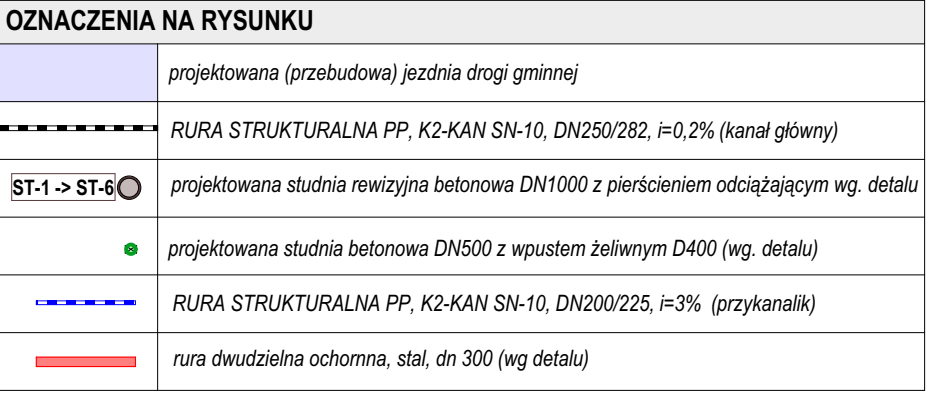 OZNACZENIA NA RYSUNKU
projektowana (przebudowa) jezdnia drogi gminnej
RURA STRUKTURALNA PP, K2-KAN SN-10, DN250/282, i=0,2% (kanał główny)
ST-1 -> ST-6 projektowana studnia rewizyjna betonowa DN1000 z pierścieniem odciążającym wg. detalu
projektowana studnia betonowa DN500 z wpustem żeliwnym D400 (wg. detalu)
RURA STRUKTURALNA PP, K2-KAN SN-10, DN200/225, i=3% (przykanalik)
rura dwudzielna ochornna, stal, dn 300 (wg detalu)